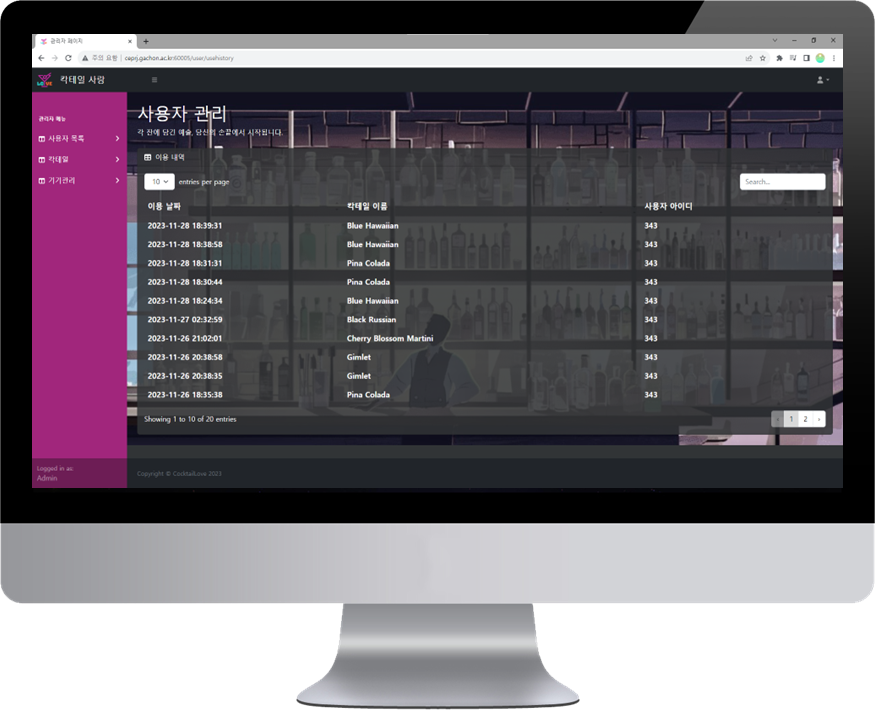 관리자 페이지
주의 요함 | ceprj.gachon.ac.kr:60005/user/usahistory
LOVE 칵테일 사랑
관리자 메뉴
사용자 목록
칵테일
기기관리
Logged in as:
Admin
사용자 관리
각 잔에 담긴 예술, 당신의 손끝에서 시작됩니다.
이용 내역
10 entries per page Search...
이용 날짜 칵테일 이름 사용자 아이디
2023-11-28 18:39:31 Blue Hawaiian 343
2023-11-28 18:38:58 Blue Hawaiian 343
2023-11-28 18:31:31 Pina Colada 343
2023-11-28 18:30:44 Pina Colada 343
2023-11-28 18:24:34 Blue Hawaiian 343
2023-11-27 02:32:59 Black Russian 343
2023-11-26 21:02:01 Cherry Blossom Martini 343
2023-11-26 20:38:58 Gimlet 343
2023-11-26 20:38:35 Gimlet 343
2023-11-26 18:35:38 Pina Colada 343
Showing 1 to 10 of 20 entries ‹ 1 2 ›
Copyright © CocktailLove 2023